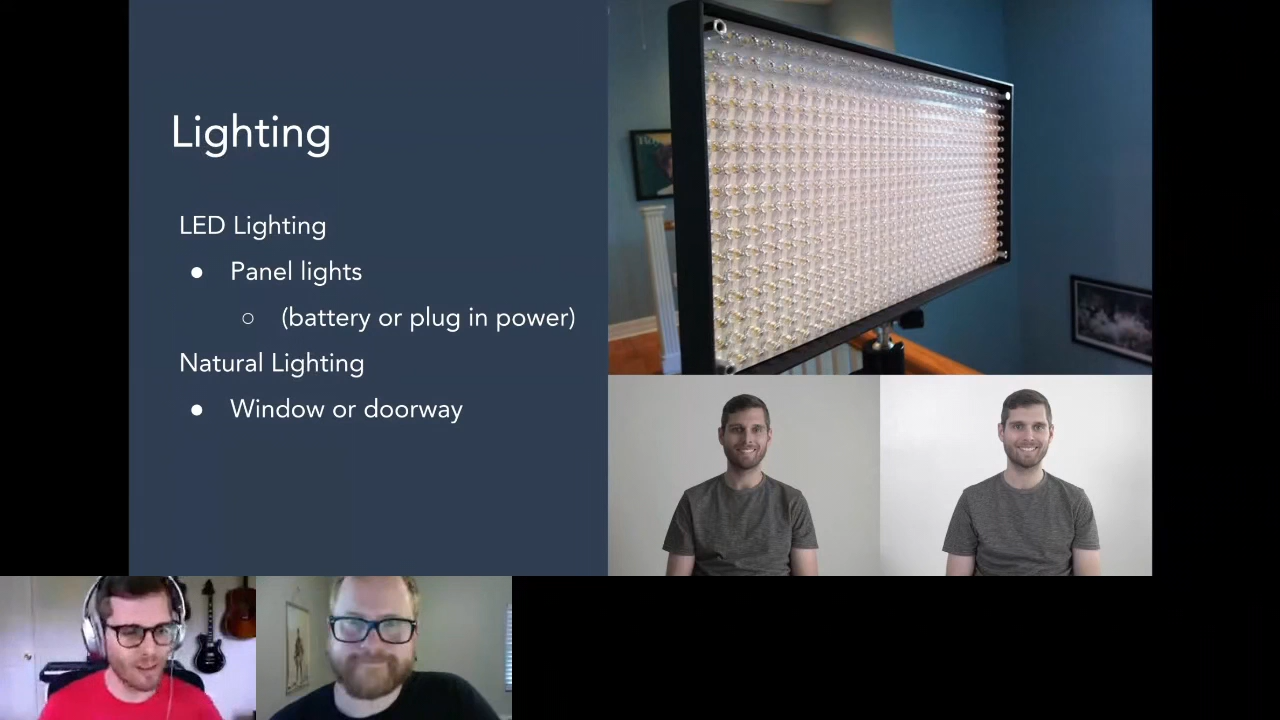 Lighting
LED Lighting
● Panel lights
○ (battery or plug in power)
Natural Lighting
● Window or doorway